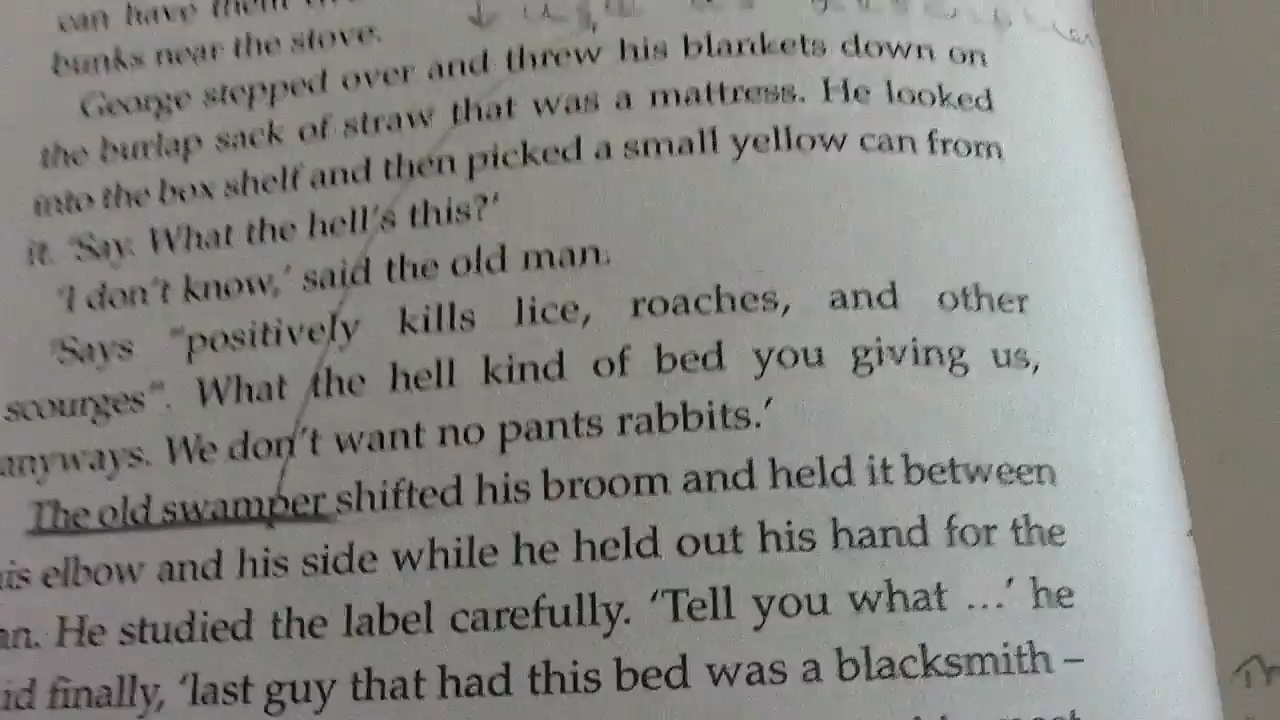 can have them
bunks near the stove.
George stepped over and threw his blankets down on
the burlap sack of straw that was a mattress. He looked
into the box shelf and then picked a small yellow can from
it. 'Say. What the hell's this?'
'I don't know,' said the old man.
'Says "positively kills lice, roaches, and other
scourges". What the hell kind of bed you giving us,
anyways. We don't want no pants rabbits.'
The old swamper shifted his broom and held it between
is elbow and his side while he held out his hand for the
an. He studied the label carefully. 'Tell you what ...' he
id finally, 'last guy that had this bed was a blacksmith –